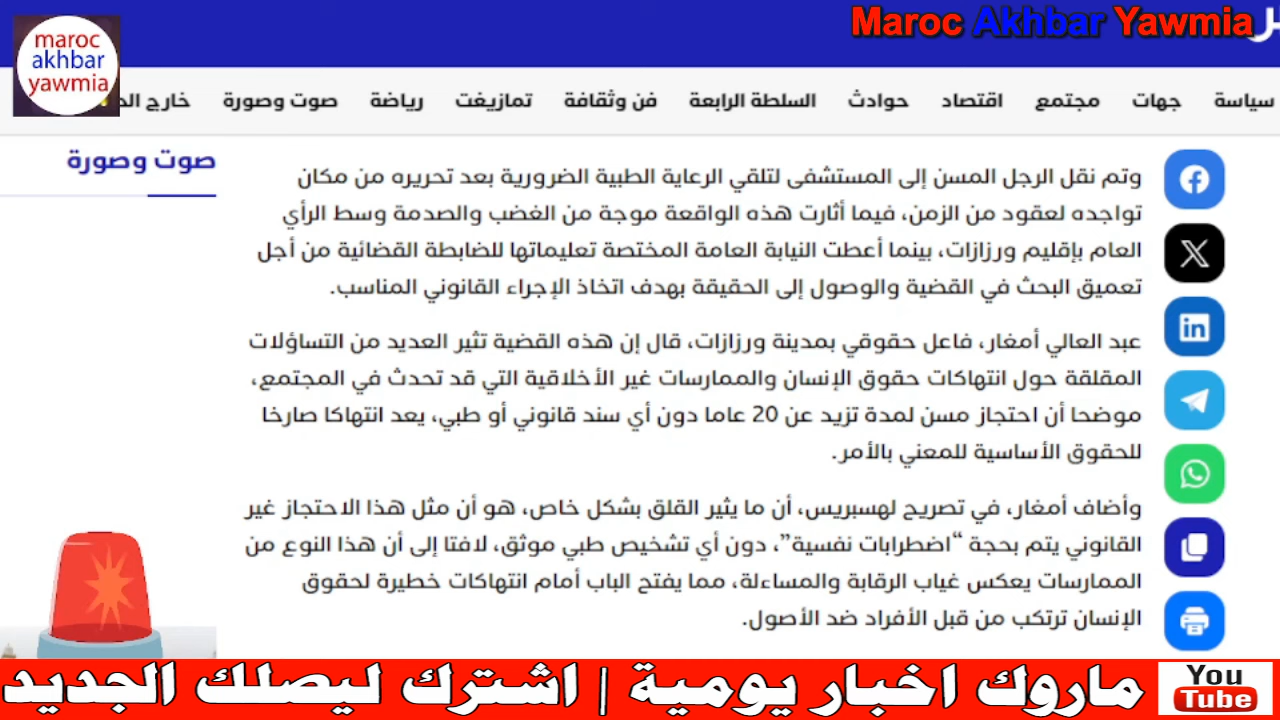 Maroc Akhbar Yawmia
maroc
akhbar
yawmia
سياسة جهات مجتمع اقتصاد حوادث السلطة الرابعة فن وثقافة تمازيغت رياضة صوت وصورة خارج
صوت وصورة
وتم نقل الرجل المسن إلى المستشفى لتلقي الرعاية الطبية الضرورية بعد تحريره من مكان
تواجده لعقود من الزمن، فيما أثارت هذه الواقعة موجة من الغضب والصدمة وسط الرأي
العام بإقليم ورزازات، بينما أعطت النيابة العامة المختصة تعليماتها للضابطة القضائية من أجل
تعميق البحث في القضية والوصول إلى الحقيقة بهدف اتخاذ الإجراء القانوني المناسب.
عبد العالي أمغار، فاعل حقوقي بمدينة ورزازات، قال إن هذه القضية تثير العديد من التساؤلات
المقلقة حول انتهاكات حقوق الإنسان والممارسات غير الأخلاقية التي قد تحدث في المجتمع،
موضحا أن احتجاز مسن لمدة تزيد عن 20 عاما دون أي سند قانوني أو طبي، يعد انتهاكا صارخا
للحقوق الأساسية للمعني بالأمر.
وأضاف أمغار، في تصريح لهسبريس، أن ما يثير القلق بشكل خاص، هو أن مثل هذا الاحتجاز غير
القانوني يتم بحجة “اضطرابات نفسية”، دون أي تشخيص طبي موثق، لافتا إلى أن هذا النوع من
الممارسات يعكس غياب الرقابة والمساءلة، مما يفتح الباب أمام انتهاكات خطيرة لحقوق
الإنسان ترتكب من قبل الأفراد ضد الأصول.
ماروك اخبار يومية | اشترك ليصلك الجديد
You
Tube